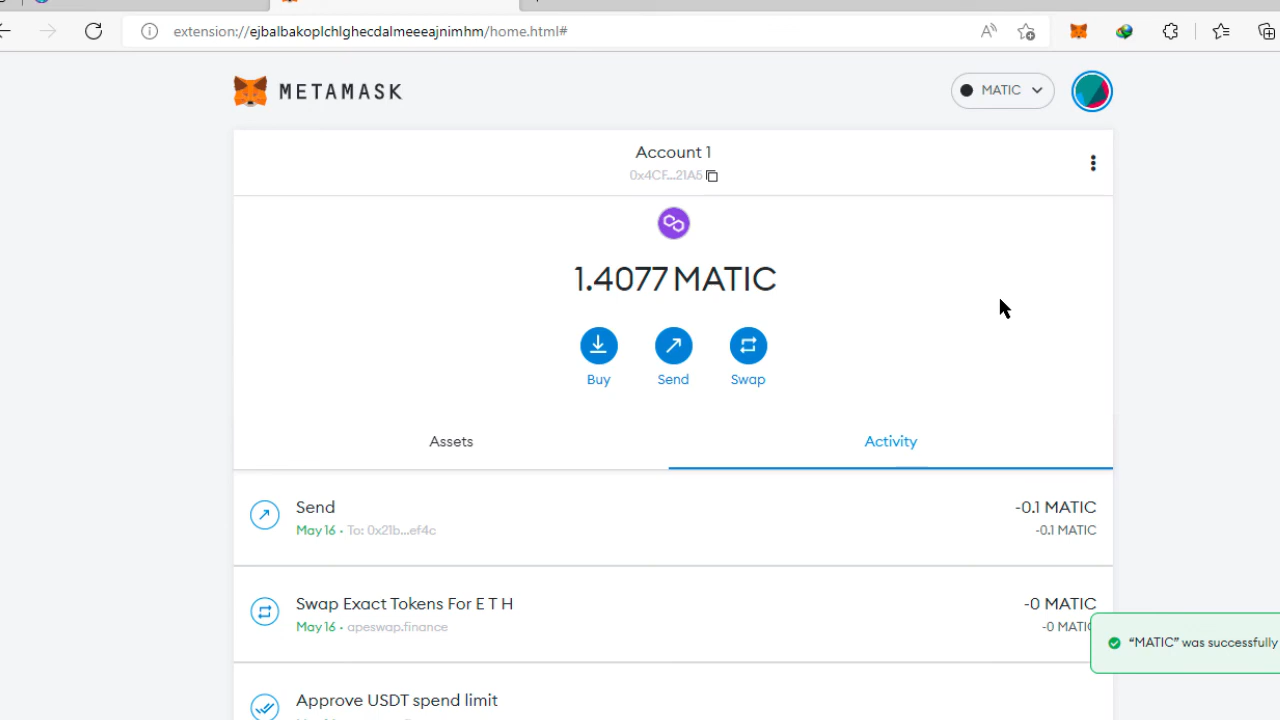 extension://ejbalbakoplchlghecdalmeeeajnimhm/home.html#
METAMASK
MATIC
Account 1
0x4CF...21A5
1.4077 MATIC
Buy
Send
Swap
Assets
Activity
Send
-0.1 MATIC
May 16 · To: 0x21b...ef4c
-0.1 MATIC
Swap Exact Tokens For E T H
-0 MATIC
May 16 · apeswap.finance
-0 MATIC
"MATIC" was successfully
Approve USDT spend limit